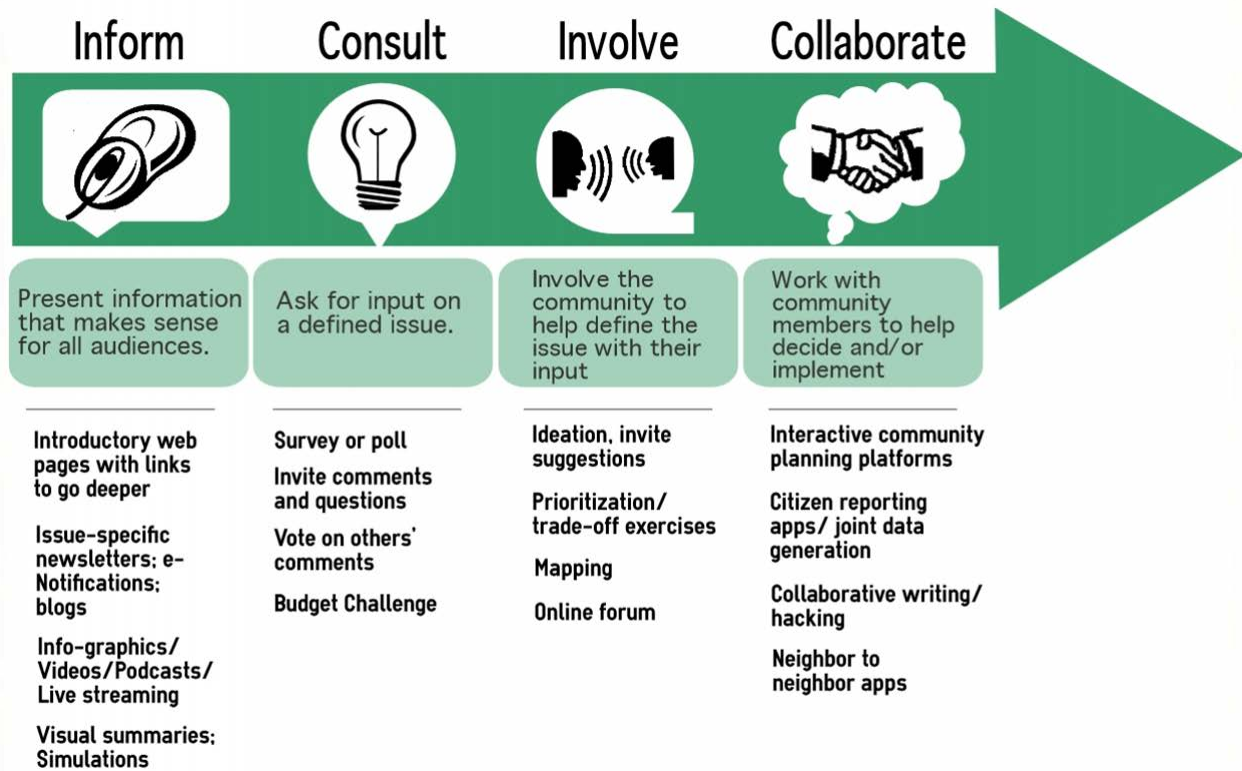 Inform
Consult
Involve
Collaborate
Present information
that makes sense
for all audiences.
Ask for input on
a defined issue.
Involve the
community to
help define the
issue with their
input
Work with
community
members to help
decide and/or
implement
Introductory web
pages with links
to go deeper
Issue-specific
newsletters; e-
Notifications;
blogs
Info-graphics/
Videos/Podcasts/
Live streaming
Visual summaries;
Simulations
Survey or poll
Invite comments
and questions
Vote on others'
comments
Budget Challenge
Ideation, invite
suggestions
Prioritization/
trade-off exercises
Mapping
Online forum
Interactive community
planning platforms
Citizen reporting
apps/ joint data
generation
Collaborative writing/
hacking
Neighbor to
neighbor apps